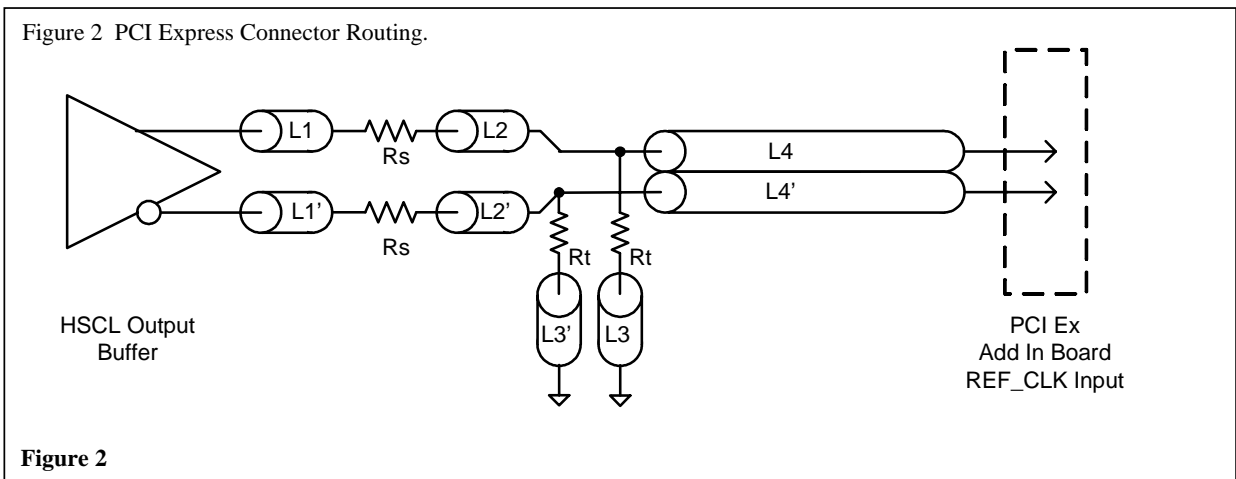 Figure 2 PCI Express Connector Routing.
L1
Rs
L2
L4
L1'
Rs
L2'
L4'
Rt
Rt
L3'
L3
HSCL Output
Buffer
PCI Ex
Add In Board
REF_CLK Input
Figure 2